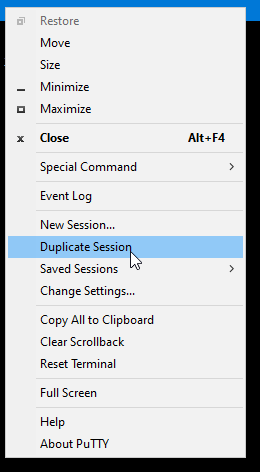 Restore
Move
Size
Minimize
Maximize
Close Alt+F4
Special Command
Event Log
New Session...
Duplicate Session
Saved Sessions
Change Settings...
Copy All to Clipboard
Clear Scrollback
Reset Terminal
Full Screen
Help
About PuTTY